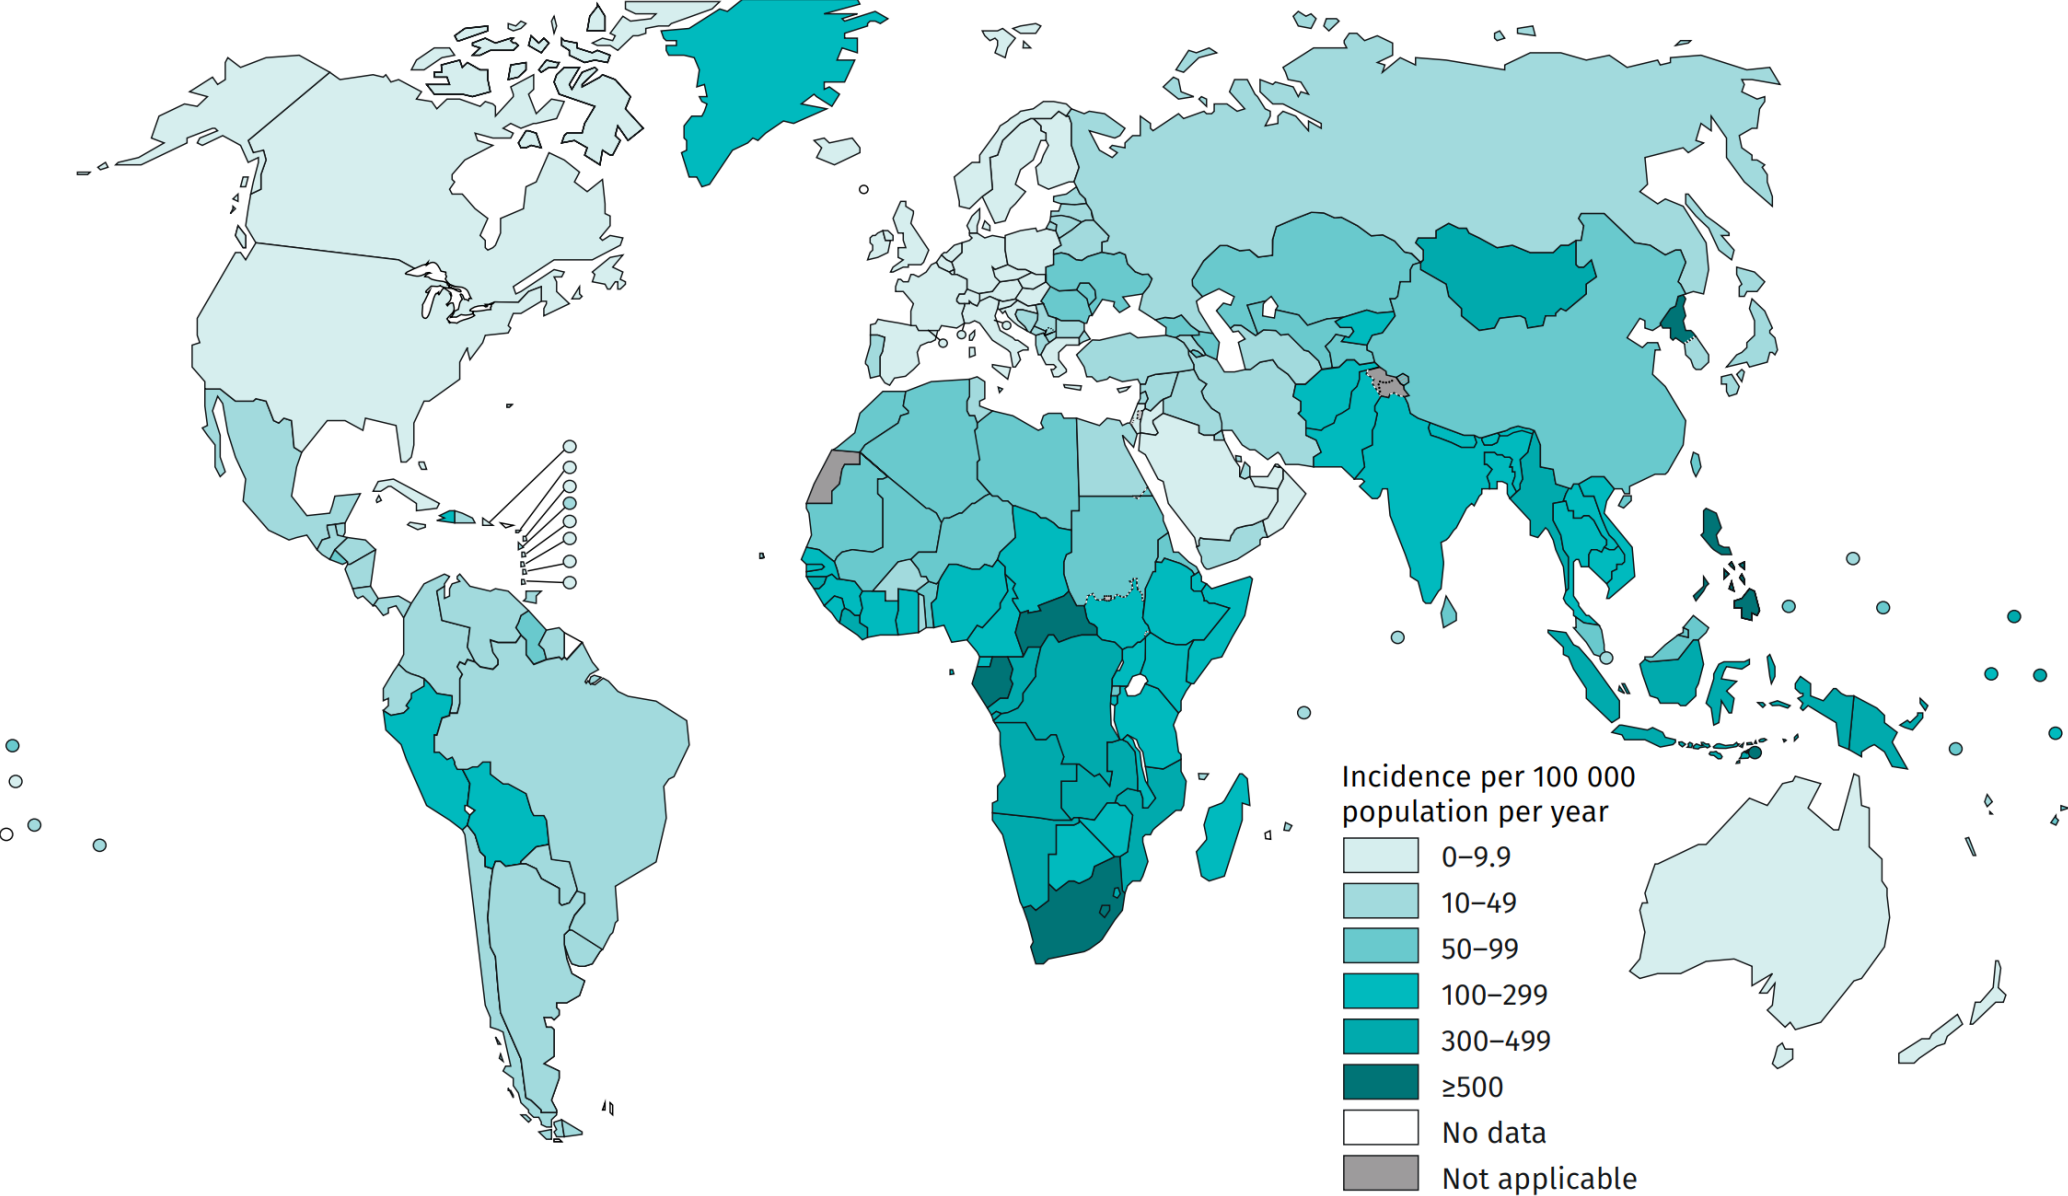 Incidence per 100 000
population per year
0–9.9
10–49
50–99
100–299
300–499
≥500
No data
Not applicable